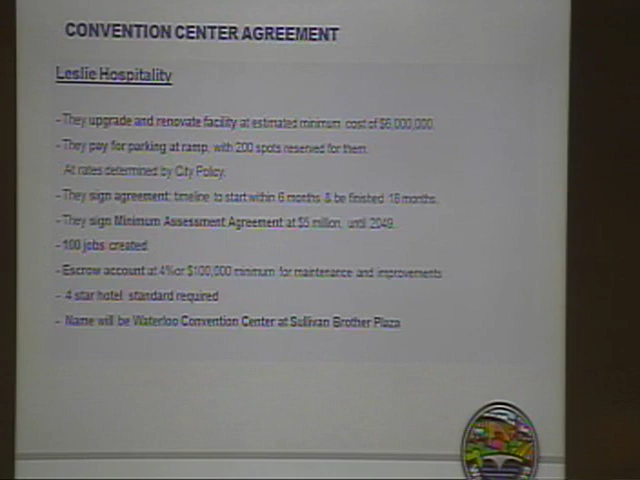 CONVENTION CENTER AGREEMENT
Leslie Hospitality
- They upgrade and renovate facility at estimated minimum cost of $6,000,000.
- They pay for parking at ramp, with 200 spots reserved for them.
At rates determined by City Policy.
- They sign agreement; timeline to start within 6 months & be finished 18 months.
- They sign Minimum Assessment Agreement at $5 million, until 2049.
- 100 jobs created
- Escrow account at 4% or $100,000 minimum for maintenance and improvements
- 4 star hotel standard required
- Name will be Waterloo Convention Center at Sullivan Brother Plaza